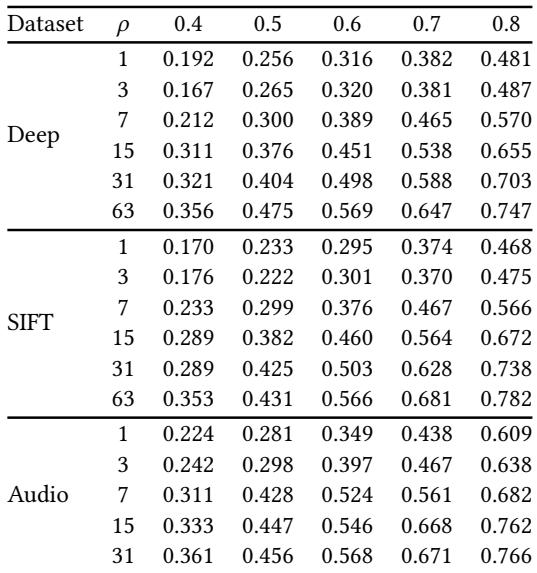 Dataset ρ 0.4 0.5 0.6 0.7 0.8
Deep
1 0.192 0.256 0.316 0.382 0.481
3 0.167 0.265 0.320 0.381 0.487
7 0.212 0.300 0.389 0.465 0.570
15 0.311 0.376 0.451 0.538 0.655
31 0.321 0.404 0.498 0.588 0.703
63 0.356 0.475 0.569 0.647 0.747
SIFT
1 0.170 0.233 0.295 0.374 0.468
3 0.176 0.222 0.301 0.370 0.475
7 0.233 0.299 0.376 0.467 0.566
15 0.289 0.382 0.460 0.564 0.672
31 0.289 0.425 0.503 0.628 0.738
63 0.353 0.431 0.566 0.681 0.782
Audio
1 0.224 0.281 0.349 0.438 0.609
3 0.242 0.298 0.397 0.467 0.638
7 0.311 0.428 0.524 0.561 0.682
15 0.333 0.447 0.546 0.668 0.762
31 0.361 0.456 0.568 0.671 0.766